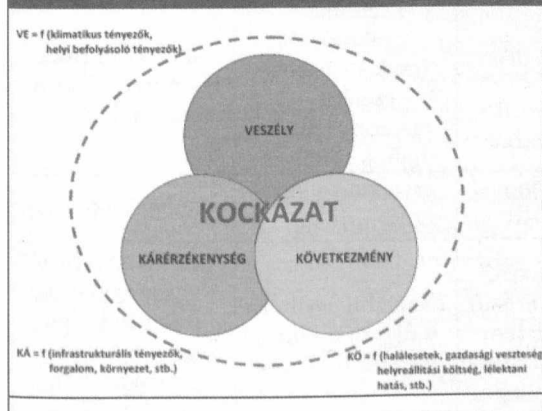 VE = f (klimatikus tényezők,
helyi befolyásoló tényezők)
VESZÉLY
KOCKÁZAT
KÁRÉRZÉKENYSÉG
KÖVETKEZMÉNY
KÁ = f (infrastrukturális tényezők,
forgalom, környezet, stb.)
KÖ = f (halálesetek, gazdasági veszteség
helyreállítási költség, lélektani
hatás, stb.)